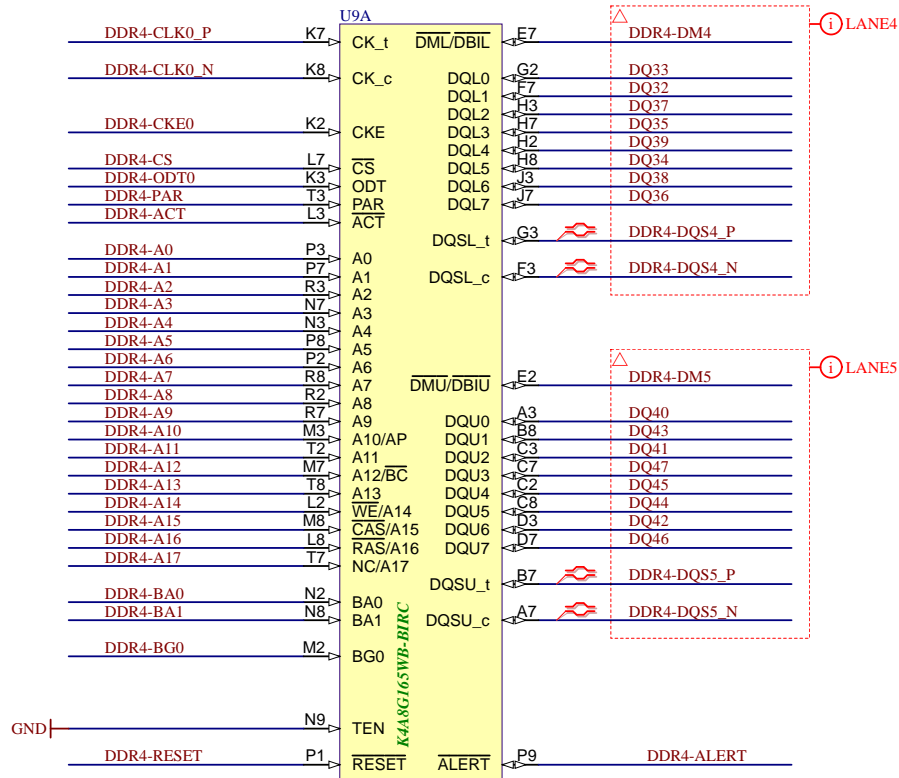 U9A
DDR4-CLK0_P K7 CK_t DML/DBIL E7 DDR4-DM4 LANE4
DDR4-CLK0_N K8 CK_c DQL0 G2 DQ33
DQL1 F7 DQ32
DQL2 H3 DQ37
DDR4-CKE0 K2 CKE DQL3 H7 DQ35
DQL4 H2 DQ39
DDR4-CS L7 CS DQL5 H8 DQ34
DDR4-ODT0 K3 ODT DQL6 J3 DQ38
DDR4-PAR T3 PAR DQL7 J7 DQ36
DDR4-ACT L3 ACT
DQSL_t G3 DDR4-DQS4_P
DDR4-A0 P3 A0
DDR4-A1 P7 A1 DQSL_c F3 DDR4-DQS4_N
DDR4-A2 R3 A2
DDR4-A3 N7 A3
DDR4-A4 N3 A4
DDR4-A5 P8 A5
DDR4-A6 P2 A6 LANE5
DDR4-A7 R8 A7 DMU/DBIU E2 DDR4-DM5
DDR4-A8 R2 A8
DDR4-A9 R7 A9 DQU0 A3 DQ40
DDR4-A10 M3 A10/AP DQU1 B8 DQ43
DDR4-A11 T2 A11 DQU2 C3 DQ41
DDR4-A12 M7 A12/BC DQU3 C7 DQ47
DDR4-A13 T8 A13 DQU4 C2 DQ45
DDR4-A14 L2 WE/A14 DQU5 C8 DQ44
DDR4-A15 M8 CAS/A15 DQU6 D3 DQ42
DDR4-A16 L8 RAS/A16 DQU7 D7 DQ46
DDR4-A17 T7 NC/A17
DQSU_t B7 DDR4-DQS5_P
DDR4-BA0 N2 BA0
DDR4-BA1 N8 BA1 DQSU_c A7 DDR4-DQS5_N
DDR4-BG0 M2 BG0
K4A8G165WB-BIRC
GND N9 TEN
DDR4-RESET P1 RESET ALERT P9 DDR4-ALERT